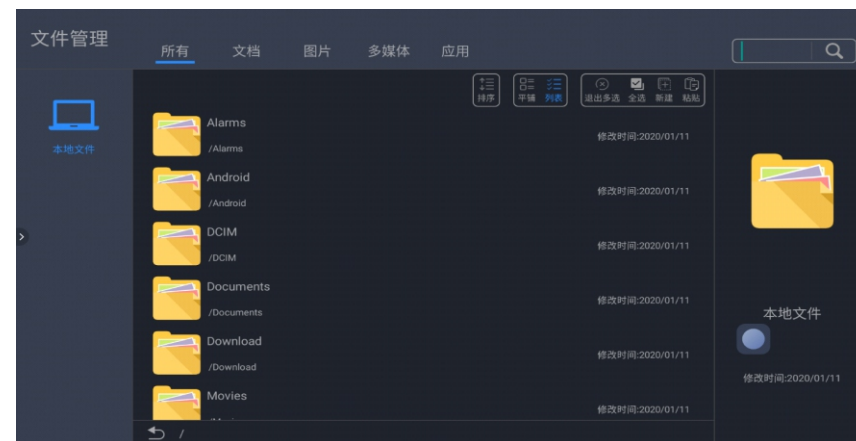 文件管理
所有 文档 图片 多媒体 应用
排序 平铺 列表 退出多选 全选 新建 粘贴
本地文件
Alarms
/Alarms
修改时间:2020/01/11
Android
/Android
修改时间:2020/01/11
DCIM
/DCIM
修改时间:2020/01/11
Documents
/Documents
修改时间:2020/01/11
Download
/Download
修改时间:2020/01/11
Movies
修改时间:2020/01/11
/
本地文件
修改时间:2020/01/11